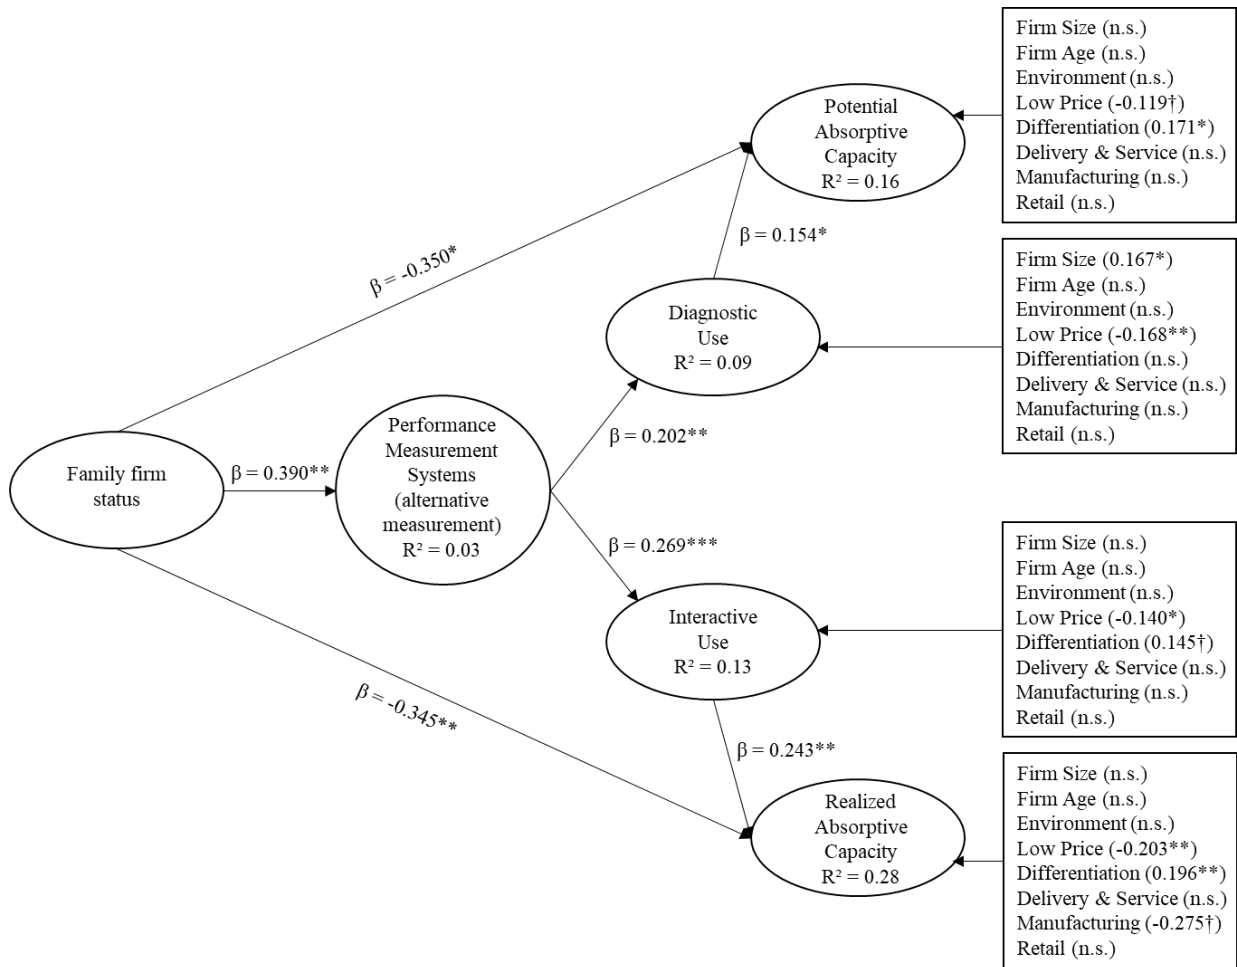 Firm Size (n.s.)
Firm Age (n.s.)
Environment (n.s.)
Low Price (-0.119†)
Differentiation (0.171*)
Delivery & Service (n.s.)
Manufacturing (n.s.)
Retail (n.s.)
Potential
Absorptive
Capacity
R² = 0.16
β = -0.350*
β = 0.154*
Firm Size (0.167*)
Firm Age (n.s.)
Environment (n.s.)
Low Price (-0.168**)
Differentiation (n.s.)
Delivery & Service (n.s.)
Manufacturing (n.s.)
Retail (n.s.)
Diagnostic
Use
R² = 0.09
Family firm
status
β = 0.390**
Performance
Measurement
Systems
(alternative
measurement)
R² = 0.03
β = 0.202**
β = 0.269***
Firm Size (n.s.)
Firm Age (n.s.)
Environment (n.s.)
Low Price (-0.140*)
Differentiation (0.145†)
Delivery & Service (n.s.)
Manufacturing (n.s.)
Retail (n.s.)
Interactive
Use
R² = 0.13
β = -0.345**
β = 0.243**
Realized
Absorptive
Capacity
R² = 0.28
Firm Size (n.s.)
Firm Age (n.s.)
Environment (n.s.)
Low Price (-0.203**)
Differentiation (0.196**)
Delivery & Service (n.s.)
Manufacturing (-0.275†)
Retail (n.s.)